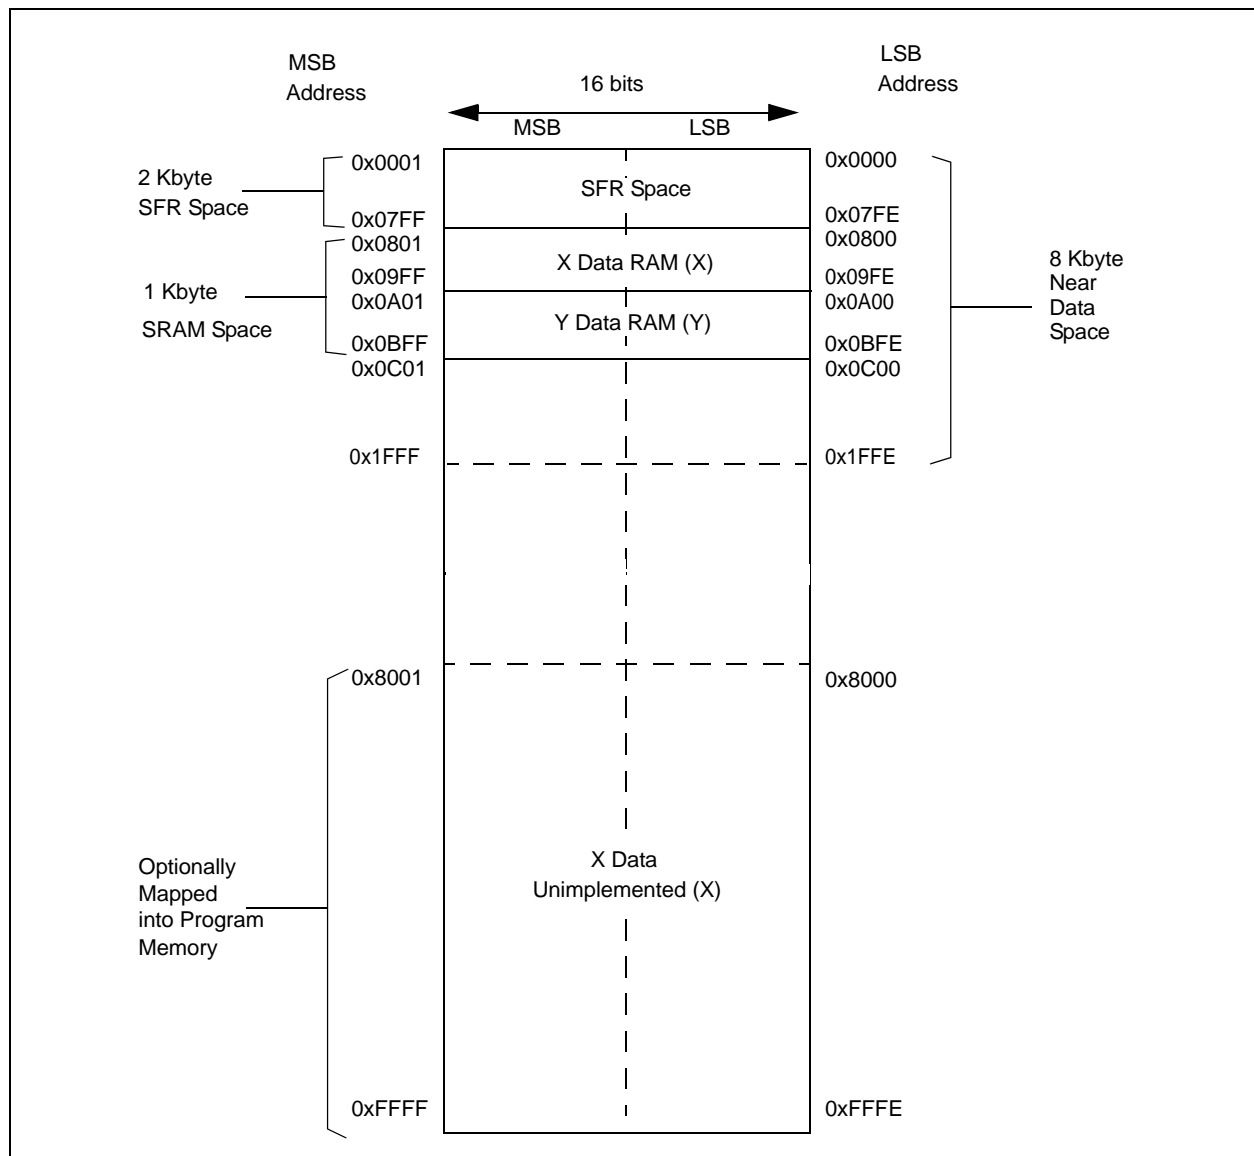 MSB
Address
LSB
Address
16 bits
MSB
LSB
0x0001
0x0000
2 Kbyte
SFR Space
SFR Space
0x07FF
0x07FE
0x0801
0x0800
X Data RAM (X)
8 Kbyte
Near
Data
Space
0x09FF
0x09FE
1 Kbyte
SRAM Space
0x0A01
0x0A00
Y Data RAM (Y)
0x0BFF
0x0BFE
0x0C01
0x0C00
0x1FFF
0x1FFE
0x8001
0x8000
Optionally
Mapped
into Program
Memory
X Data
Unimplemented (X)
0xFFFF
0xFFFE